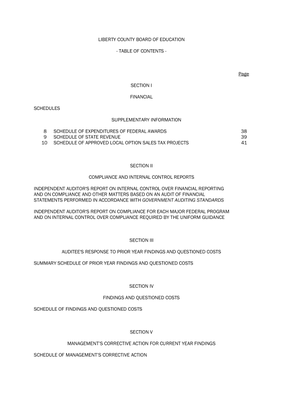 LIBERTY COUNTY BOARD OF EDUCATION
- TABLE OF CONTENTS -
Page
SECTION I
FINANCIAL
SCHEDULES
SUPPLEMENTARY INFORMATION
8 SCHEDULE OF EXPENDITURES OF FEDERAL AWARDS 38
9 SCHEDULE OF STATE REVENUE 39
10 SCHEDULE OF APPROVED LOCAL OPTION SALES TAX PROJECTS 41
SECTION II
COMPLIANCE AND INTERNAL CONTROL REPORTS
INDEPENDENT AUDITOR'S REPORT ON INTERNAL CONTROL OVER FINANCIAL REPORTING
AND ON COMPLIANCE AND OTHER MATTERS BASED ON AN AUDIT OF FINANCIAL
STATEMENTS PERFORMED IN ACCORDANCE WITH GOVERNMENT AUDITING STANDARDS
INDEPENDENT AUDITOR'S REPORT ON COMPLIANCE FOR EACH MAJOR FEDERAL PROGRAM
AND ON INTERNAL CONTROL OVER COMPLIANCE REQUIRED BY THE UNIFORM GUIDANCE
SECTION III
AUDITEE'S RESPONSE TO PRIOR YEAR FINDINGS AND QUESTIONED COSTS
SUMMARY SCHEDULE OF PRIOR YEAR FINDINGS AND QUESTIONED COSTS
SECTION IV
FINDINGS AND QUESTIONED COSTS
SCHEDULE OF FINDINGS AND QUESTIONED COSTS
SECTION V
MANAGEMENT'S CORRECTIVE ACTION FOR CURRENT YEAR FINDINGS
SCHEDULE OF MANAGEMENT'S CORRECTIVE ACTION